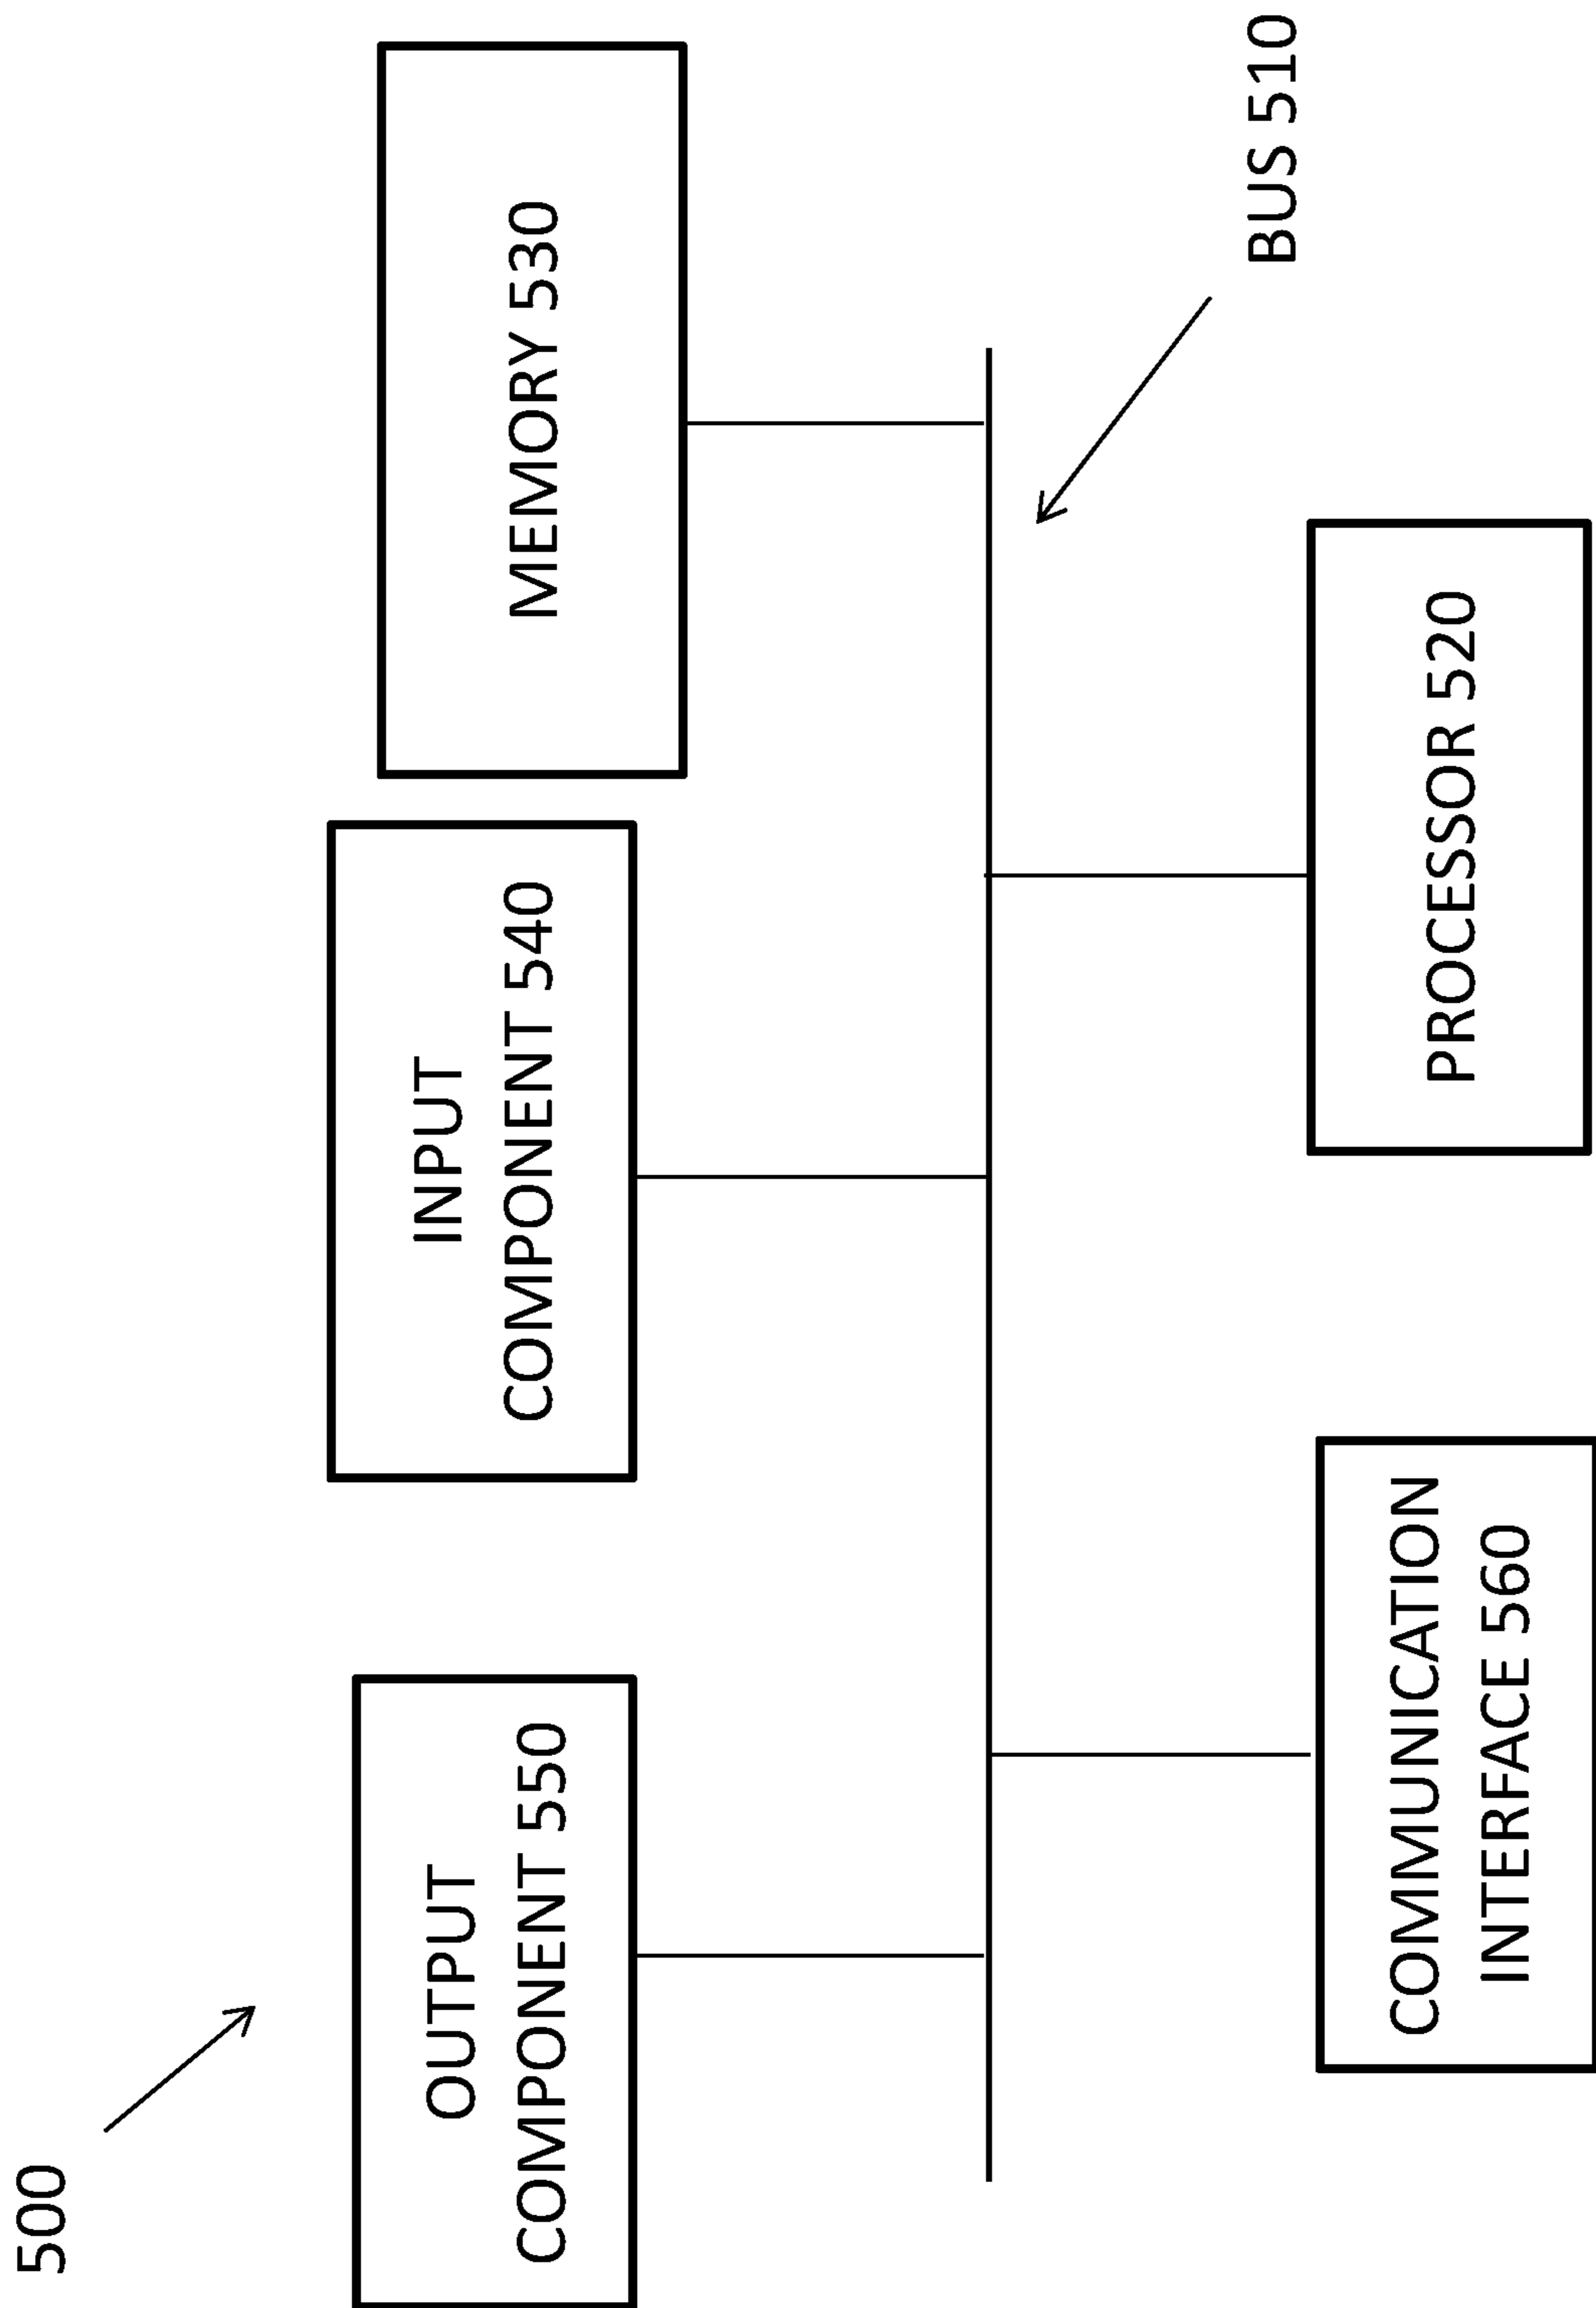 500
OUTPUT
COMPONENT 550
INPUT
COMPONENT 540
MEMORY 530
BUS 510
COMMUNICATION
INTERFACE 560
PROCESSOR 520